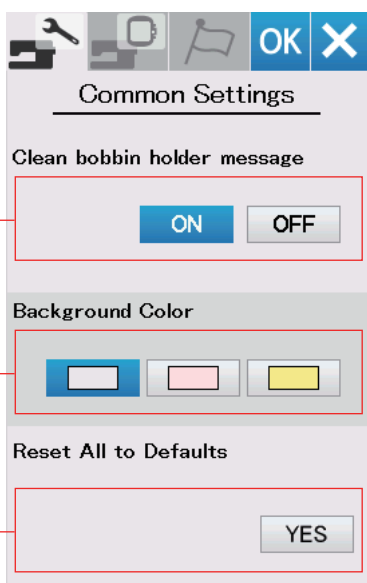 OK
Common Settings
Clean bobbin holder message
ON OFF
Background Color
Reset All to Defaults
YES